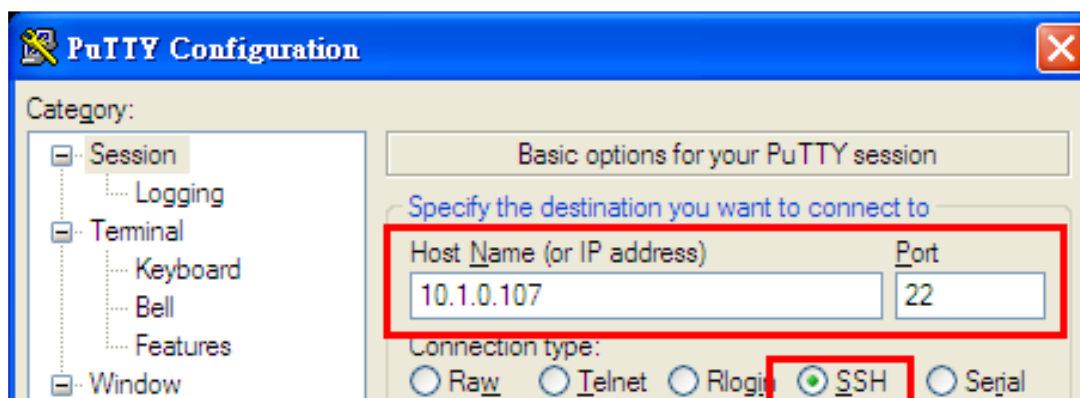 PuTTY Configuration
Category:
Session
Logging
Terminal
Keyboard
Bell
Features
Window
Basic options for your PuTTY session
Specify the destination you want to connect to
Host Name (or IP address) Port
10.1.0.107 22
Connection type:
Raw Telnet Rlogin SSH Serial